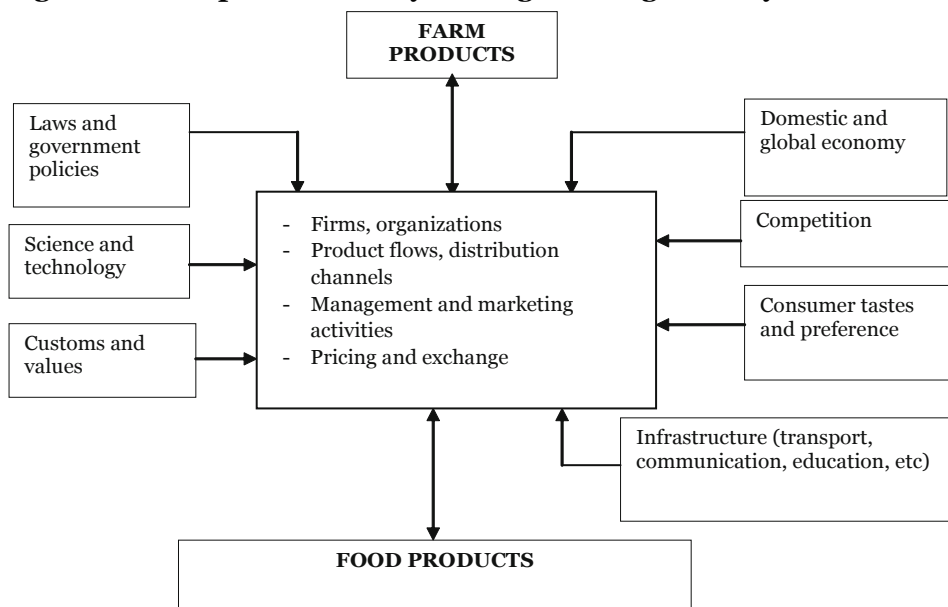 FARM
PRODUCTS
Laws and
government
policies
Domestic and
global economy
Science and
technology
Competition
- Firms, organizations
- Product flows, distribution
channels
- Management and marketing
activities
- Pricing and exchange
Customs and
values
Consumer tastes
and preference
Infrastructure (transport,
communication, education, etc)
FOOD PRODUCTS